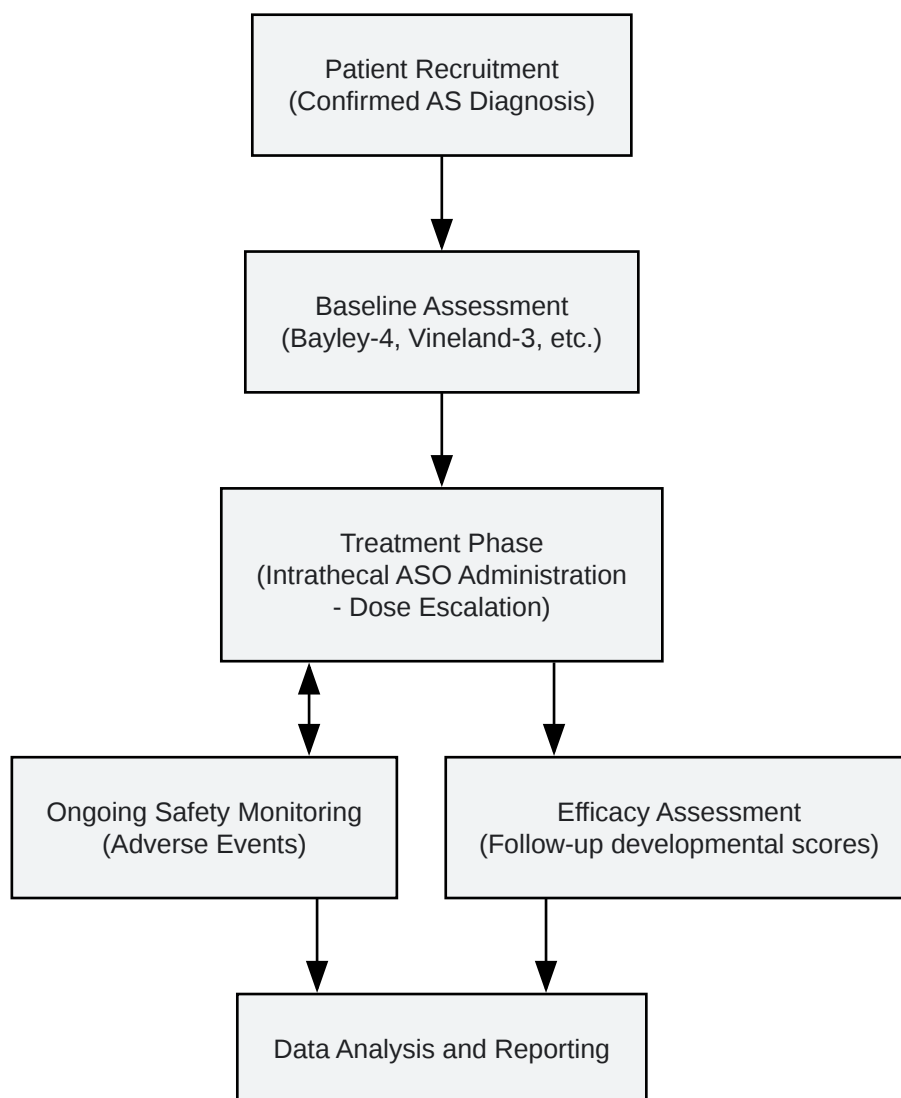 Patient Recruitment
(Confirmed AS Diagnosis)
Baseline Assessment
(Bayley-4, Vineland-3, etc.)
Treatment Phase
(Intrathecal ASO Administration
- Dose Escalation)
Ongoing Safety Monitoring
(Adverse Events)
Efficacy Assessment
(Follow-up developmental scores)
Data Analysis and Reporting